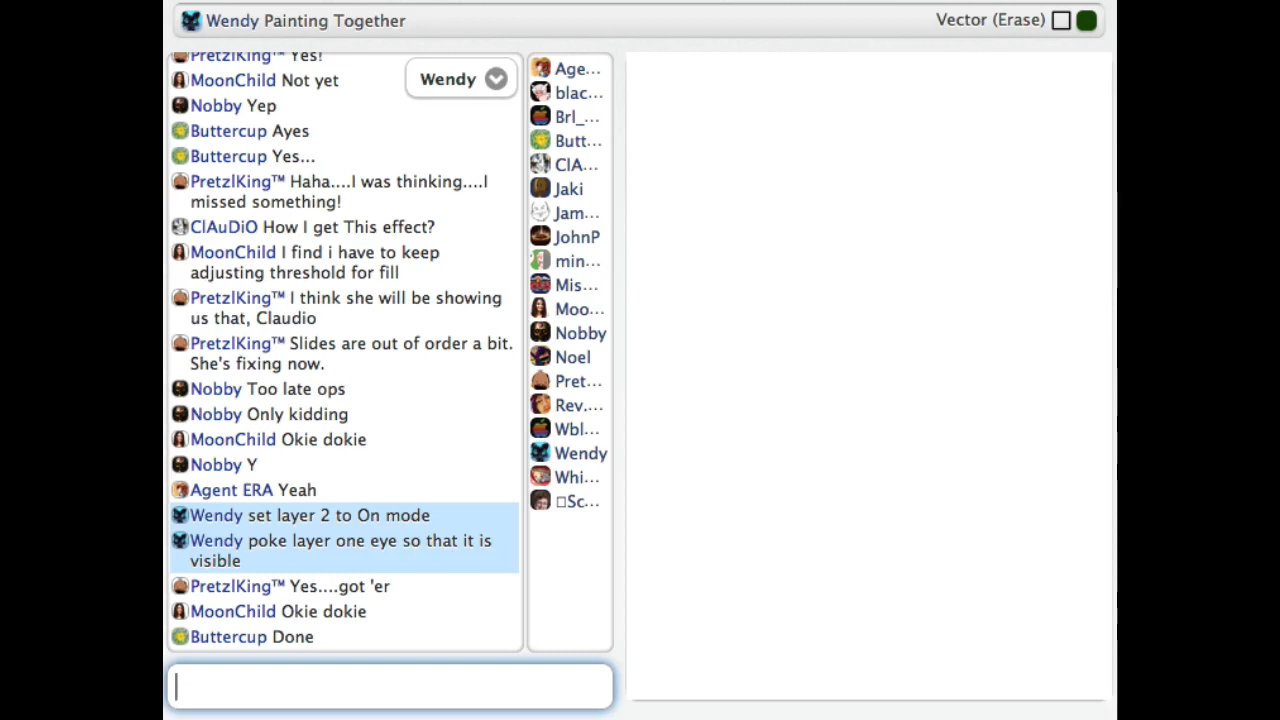 Wendy Painting Together
Vector (Erase)
PretzlKing™ Yes!
Wendy
MoonChild Not yet
Nobby Yep
Buttercup Ayes
Buttercup Yes...
PretzlKing™ Haha....I was thinking....I
missed something!
ClAuDiO How I get This effect?
MoonChild I find i have to keep
adjusting threshold for fill
PretzlKing™ I think she will be showing
us that, Claudio
PretzlKing™ Slides are out of order a bit.
She's fixing now.
Nobby Too late ops
Nobby Only kidding
MoonChild Okie dokie
Nobby Y
Agent ERA Yeah
Wendy set layer 2 to On mode
Wendy poke layer one eye so that it is
visible
PretzlKing™ Yes....got 'er
MoonChild Okie dokie
Buttercup Done
Age...
blac...
Brl_...
Butt...
ClA...
Jaki
Jam...
JohnP
min...
Mis...
Moo...
Nobby
Noel
Pret...
Rev....
Wbl...
Wendy
Whi...
Sc...